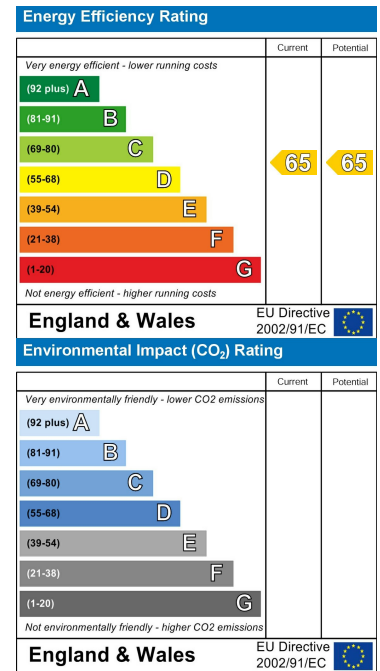 Energy Efficiency Rating
Current Potential
Very energy efficient - lower running costs
(92 plus) A
(81-91) B
(69-80) C
65 65
(55-68) D
(39-54) E
(21-38) F
(1-20) G
Not energy efficient - higher running costs
England & Wales EU Directive 2002/91/EC
Environmental Impact (CO₂) Rating
Current Potential
Very environmentally friendly - lower CO2 emissions
(92 plus) A
(81-91) B
(69-80) C
(55-68) D
(39-54) E
(21-38) F
(1-20) G
Not environmentally friendly - higher CO2 emissions
England & Wales EU Directive 2002/91/EC